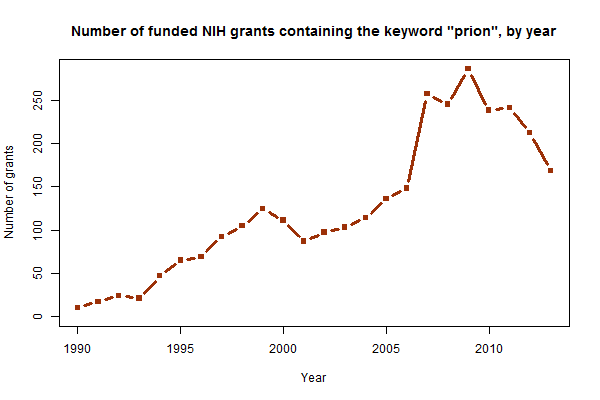 Number of funded NIH grants containing the keyword "prion", by year
250
200
150
100
50
0
Number of grants
1990 1995 2000 2005 2010
Year